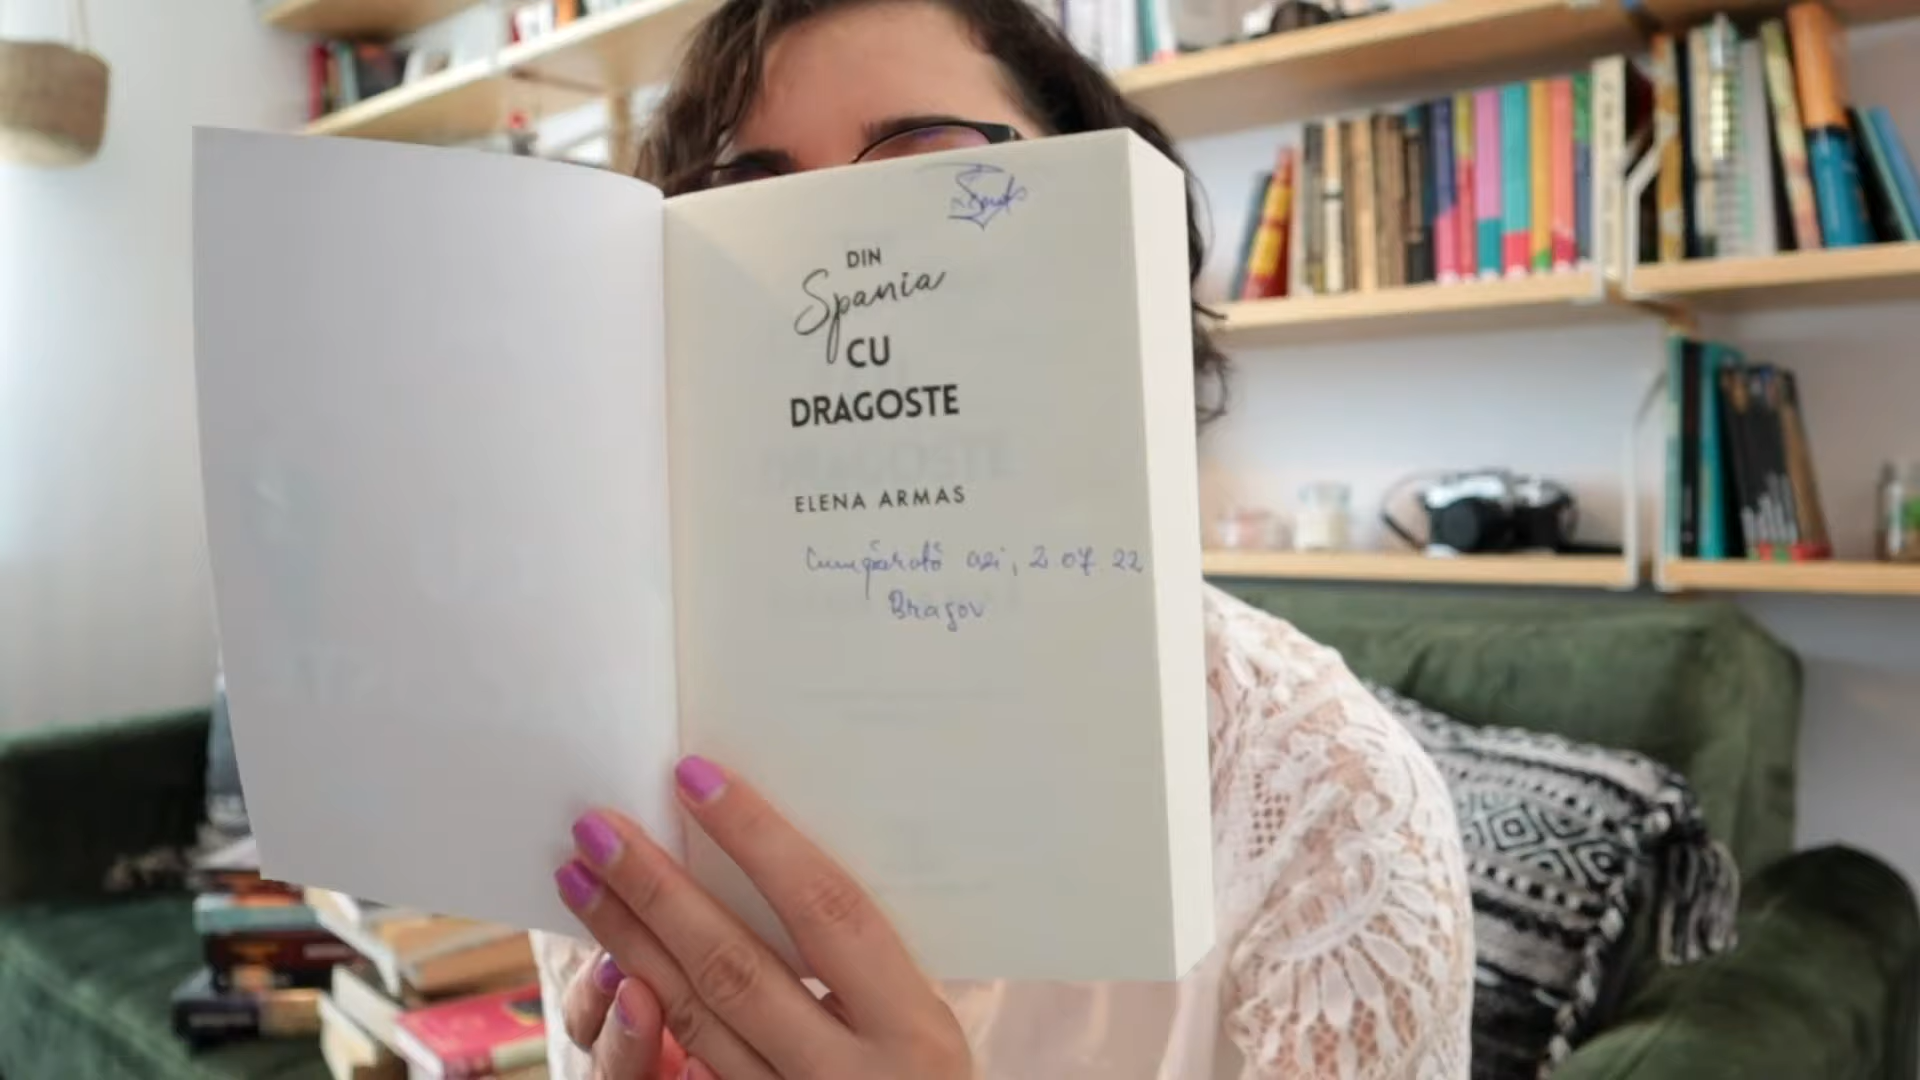 DIN
Spania
CU
DRAGOSTE
ELENA ARMAS
Cumpărată azi, 2.07 22
Brașov